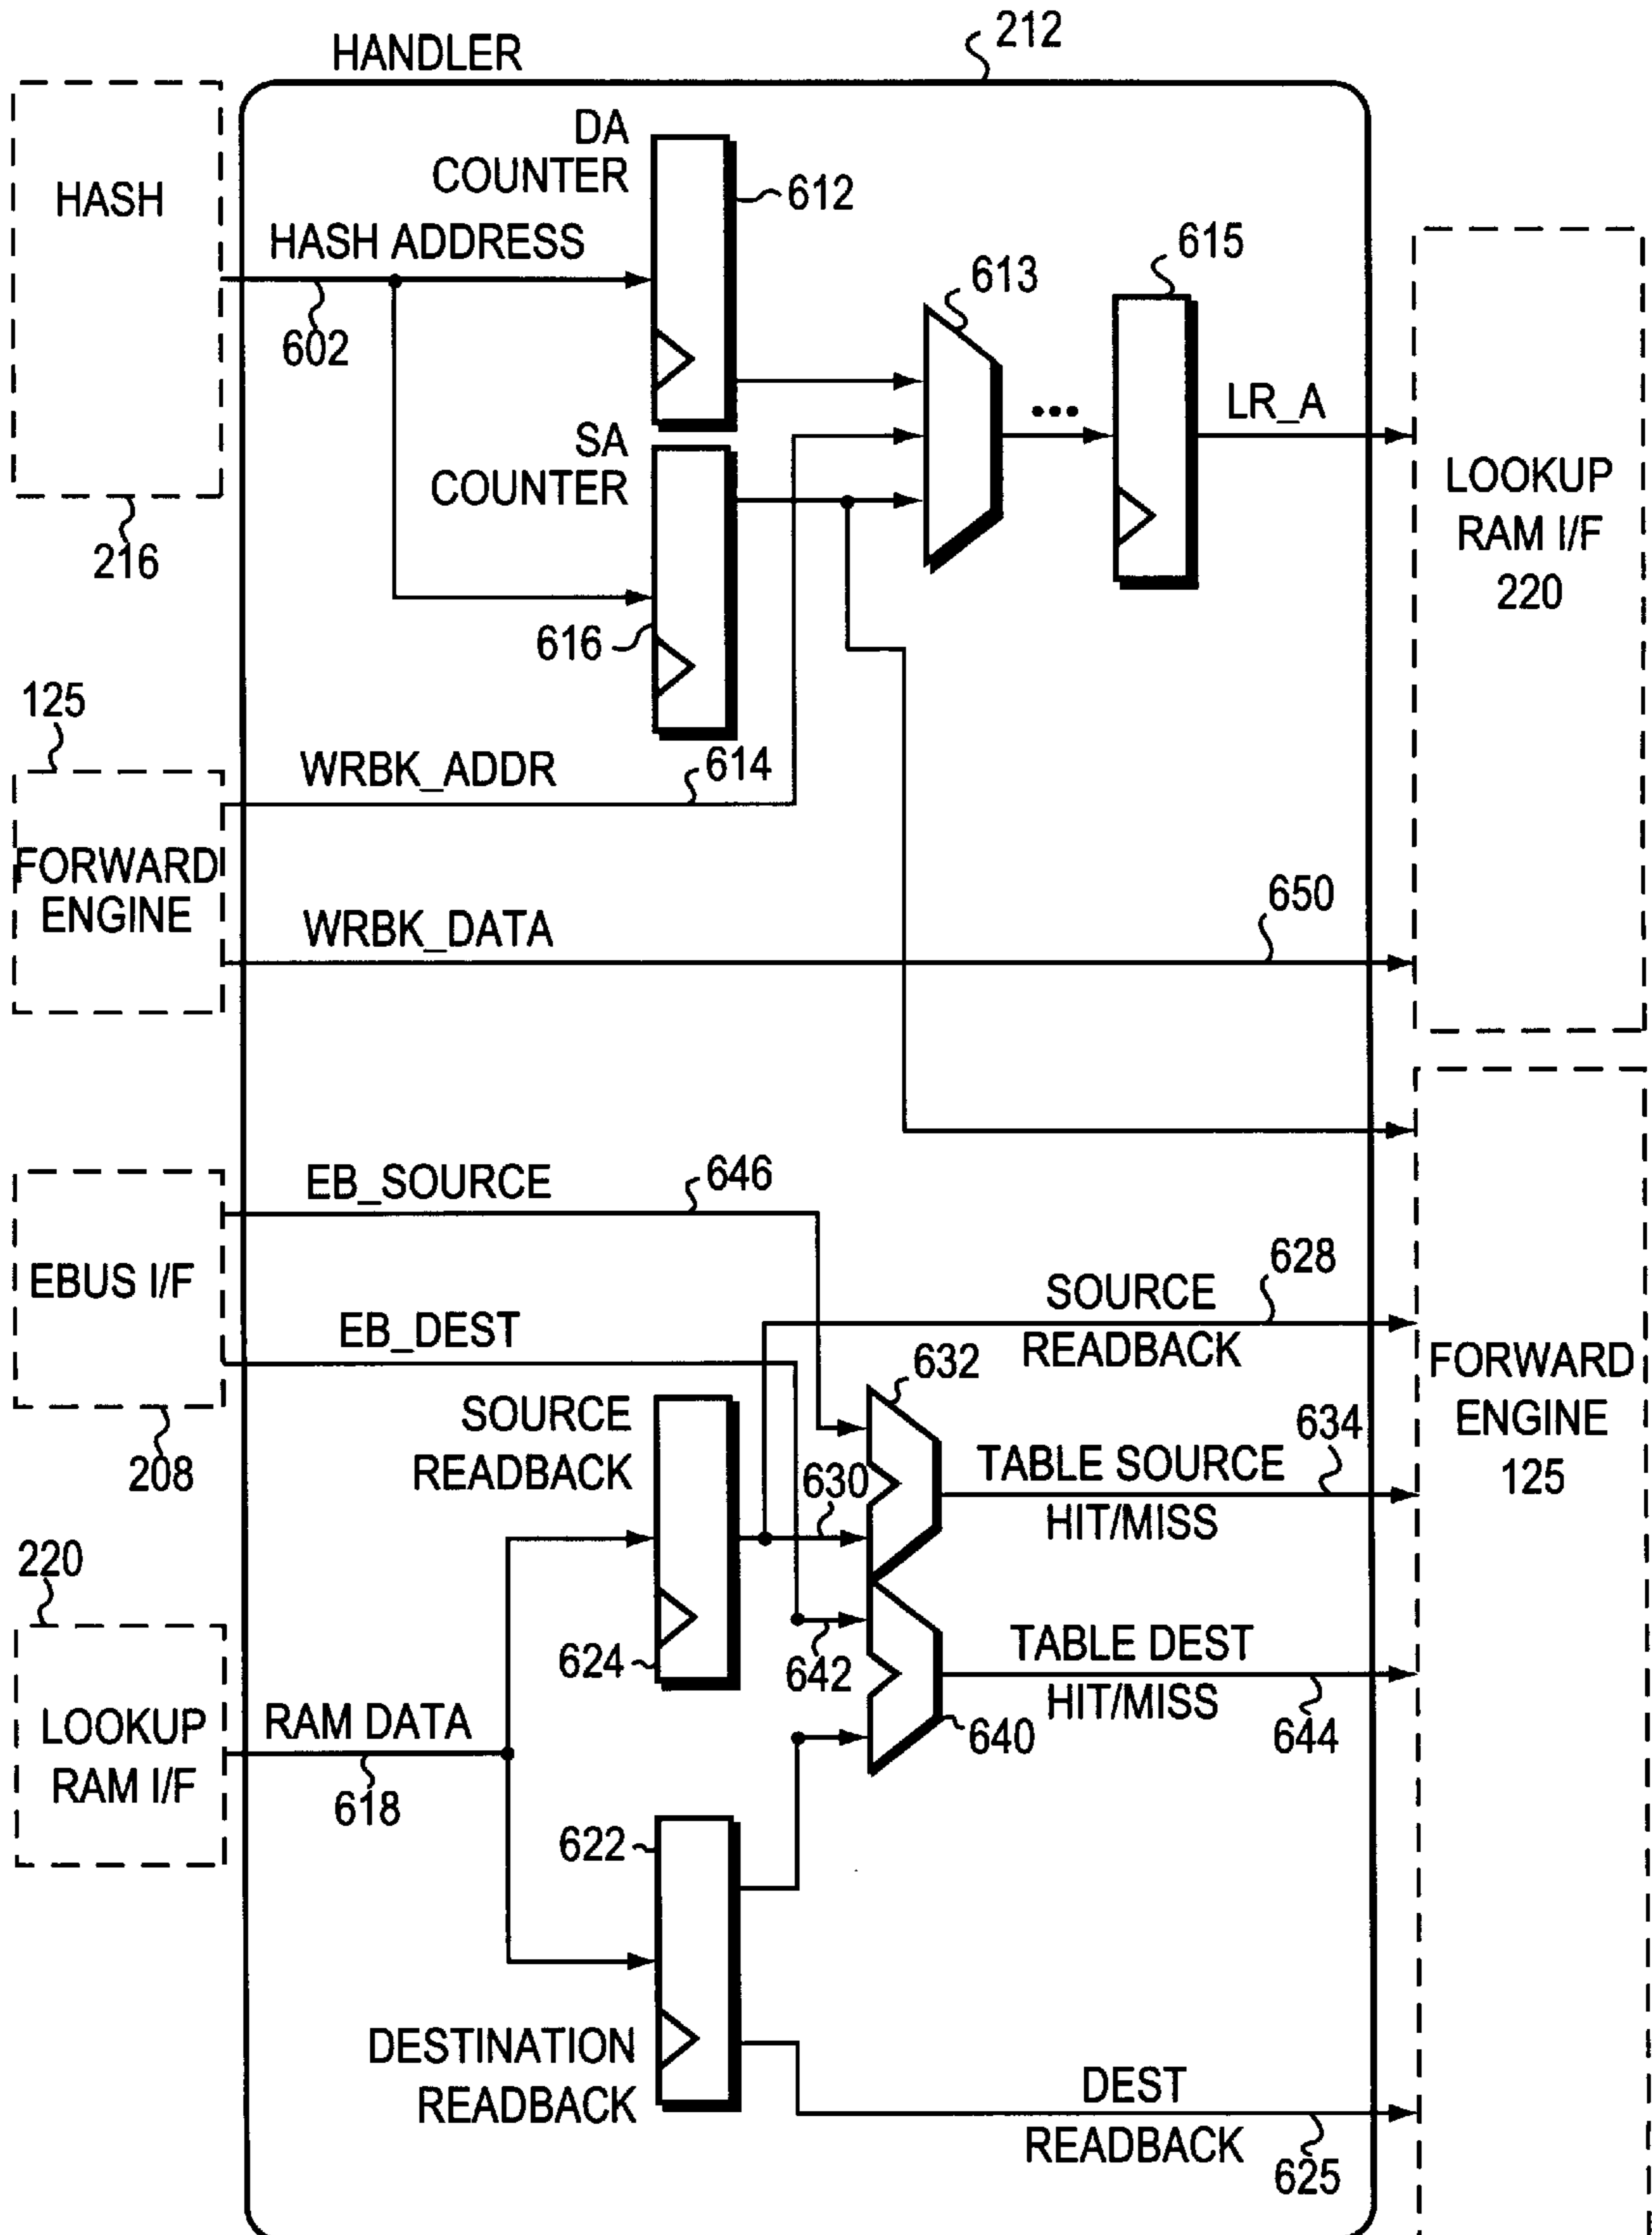 212
HANDLER
HASH
216
DA
COUNTER
612
HASH ADDRESS
602
613
615
LR_A
SA
COUNTER
616
LOOKUP
RAM I/F
220
125
FORWARD
ENGINE
WRBK_ADDR
614
WRBK_DATA
650
EBUS I/F
208
EB_SOURCE
646
EB_DEST
SOURCE
READBACK
628
632
SOURCE
READBACK
624
630
TABLE SOURCE
HIT/MISS
634
FORWARD
ENGINE
125
642
TABLE DEST
HIT/MISS
640
644
220
LOOKUP
RAM I/F
RAM DATA
618
622
DESTINATION
READBACK
DEST
READBACK
625